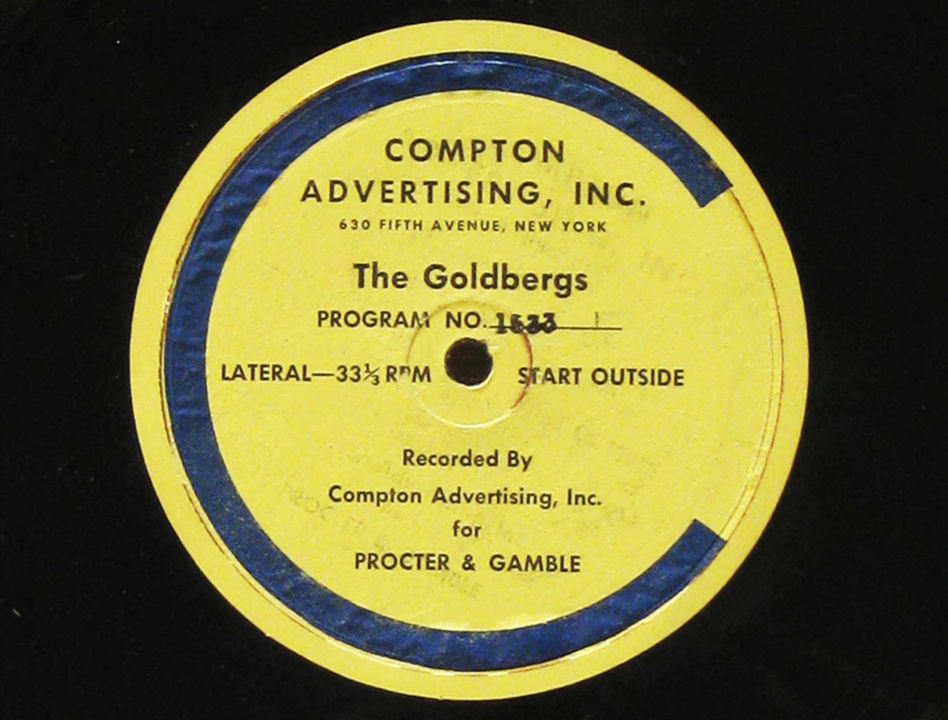 COMPTON
ADVERTISING, INC.
630 FIFTH AVENUE, NEW YORK
The Goldbergs
PROGRAM NO.
LATERAL—33⅓ RPM START OUTSIDE
Recorded By
Compton Advertising, Inc.
for
PROCTER & GAMBLE